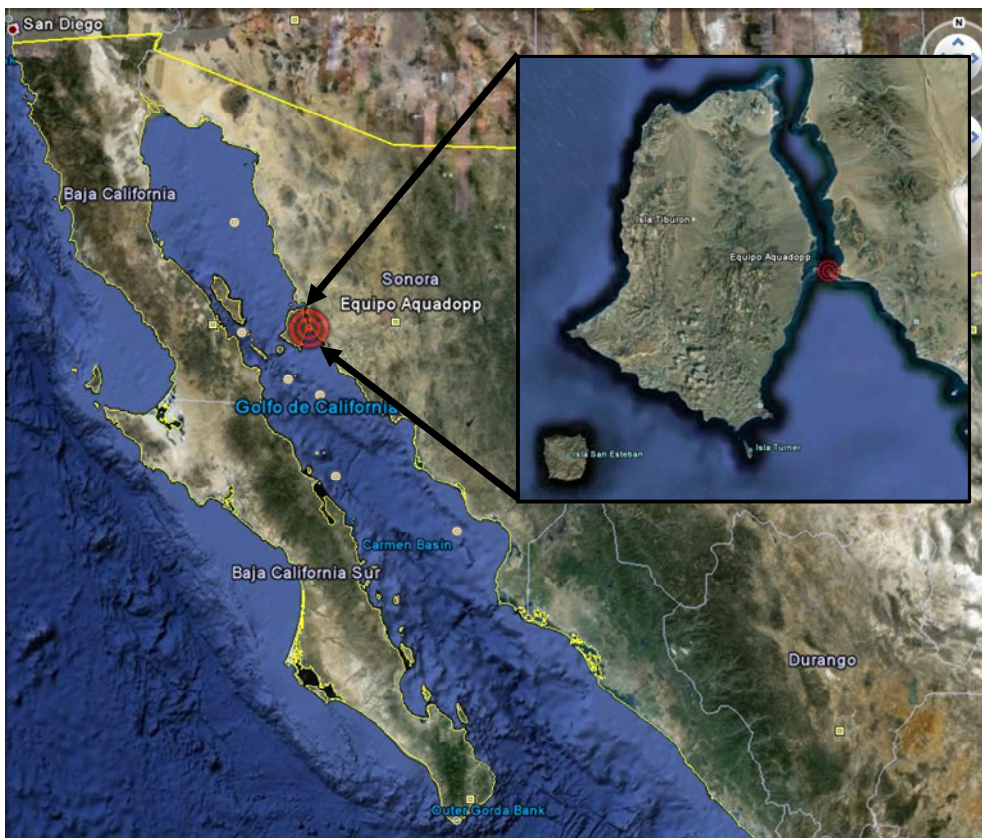 San Diego
N
Baja California
Sonora
Equipo Aquadopp
Golfo de California
Carmen Basin
Baja California Sur
Durango
Outer Gorda Bank
Isla Tiburon
Equipo Aquadopp
Isla San Esteban
Isla Turner